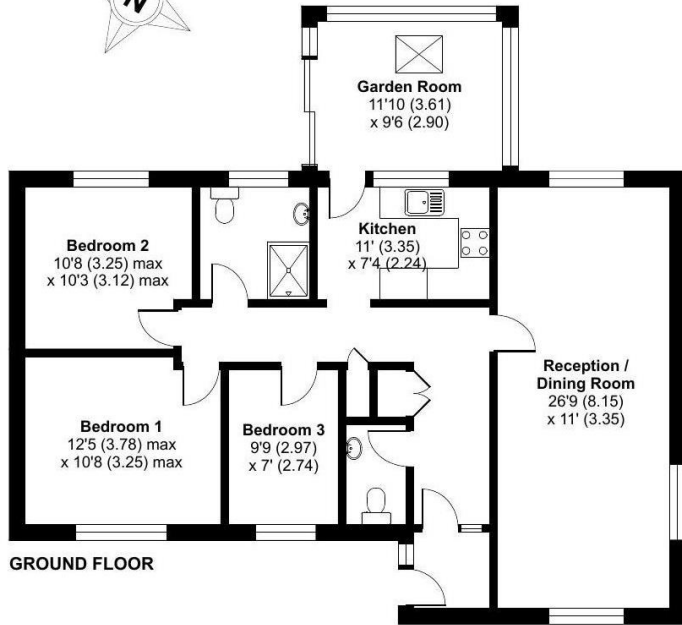 N
Garden Room
11'10 (3.61)
x 9'6 (2.90)
Bedroom 2
10'8 (3.25) max
x 10'3 (3.12) max
Kitchen
11' (3.35)
x 7'4 (2.24)
Reception /
Dining Room
26'9 (8.15)
x 11' (3.35)
Bedroom 1
12'5 (3.78) max
x 10'8 (3.25) max
Bedroom 3
9'9 (2.97)
x 7' (2.74)
GROUND FLOOR